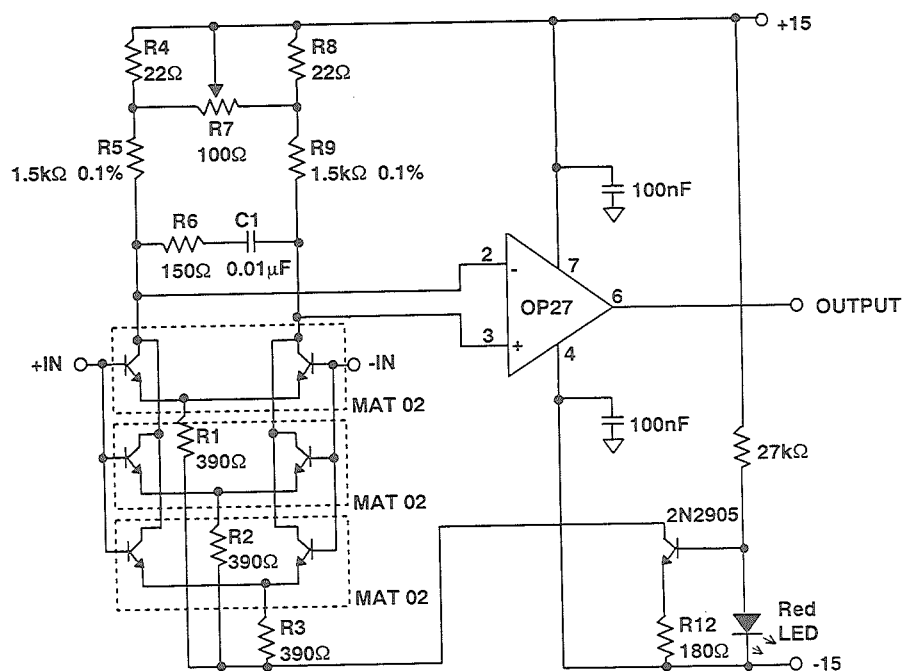 +15
R4
22Ω
R8
22Ω
R7
100Ω
R5
1.5kΩ 0.1%
R9
1.5kΩ 0.1%
100nF
R6
150Ω
C1
0.01µF
2
-
7
OP27
6
OUTPUT
3
+
4
+IN
-IN
MAT 02
R1
390Ω
100nF
27kΩ
MAT 02
R2
390Ω
2N2905
MAT 02
R3
390Ω
R12
180Ω
Red
LED
-15